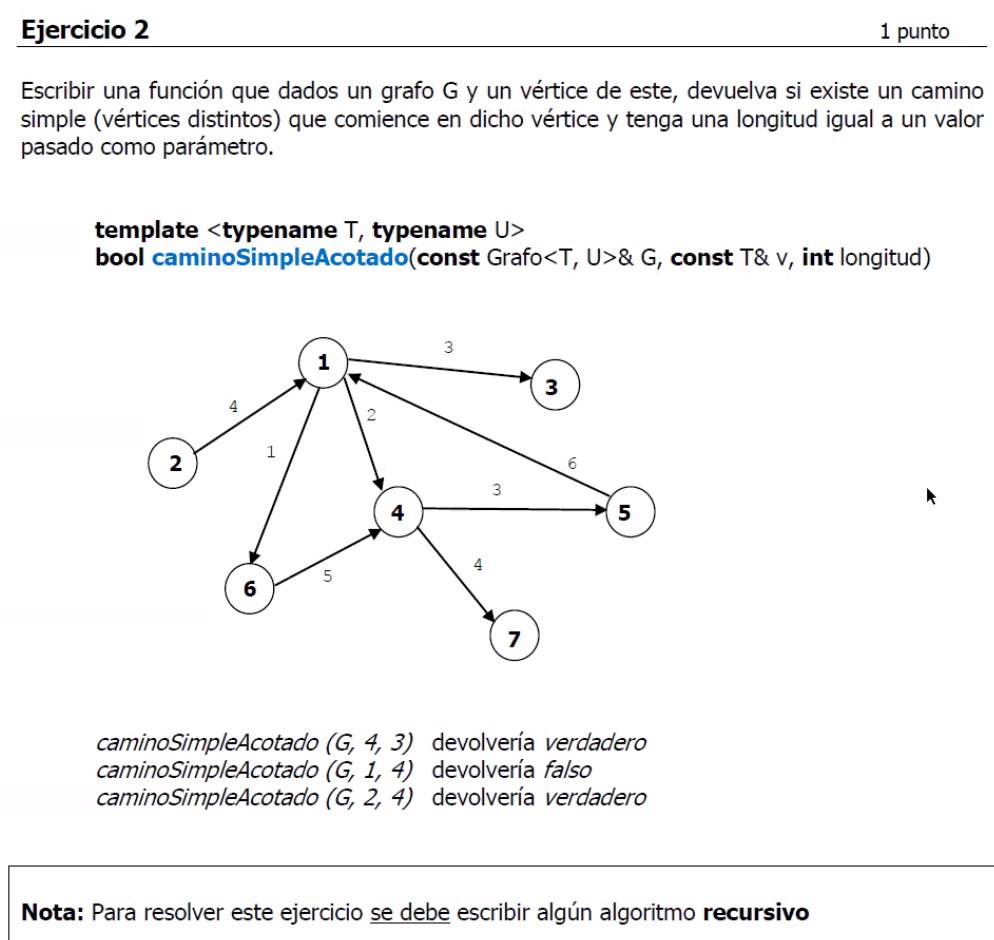 Ejercicio 2 1 punto
Escribir una función que dados un grafo G y un vértice de este, devuelva si existe un camino
simple (vértices distintos) que comience en dicho vértice y tenga una longitud igual a un valor
pasado como parámetro.
template <typename T, typename U>
bool caminoSimpleAcotado(const Grafo<T, U>& G, const T& v, int longitud)
3
1
3
4
2
1
2
6
3
4
5
4
5
6
7
caminoSimpleAcotado (G, 4, 3) devolvería verdadero
caminoSimpleAcotado (G, 1, 4) devolvería falso
caminoSimpleAcotado (G, 2, 4) devolvería verdadero
Nota: Para resolver este ejercicio se debe escribir algún algoritmo recursivo